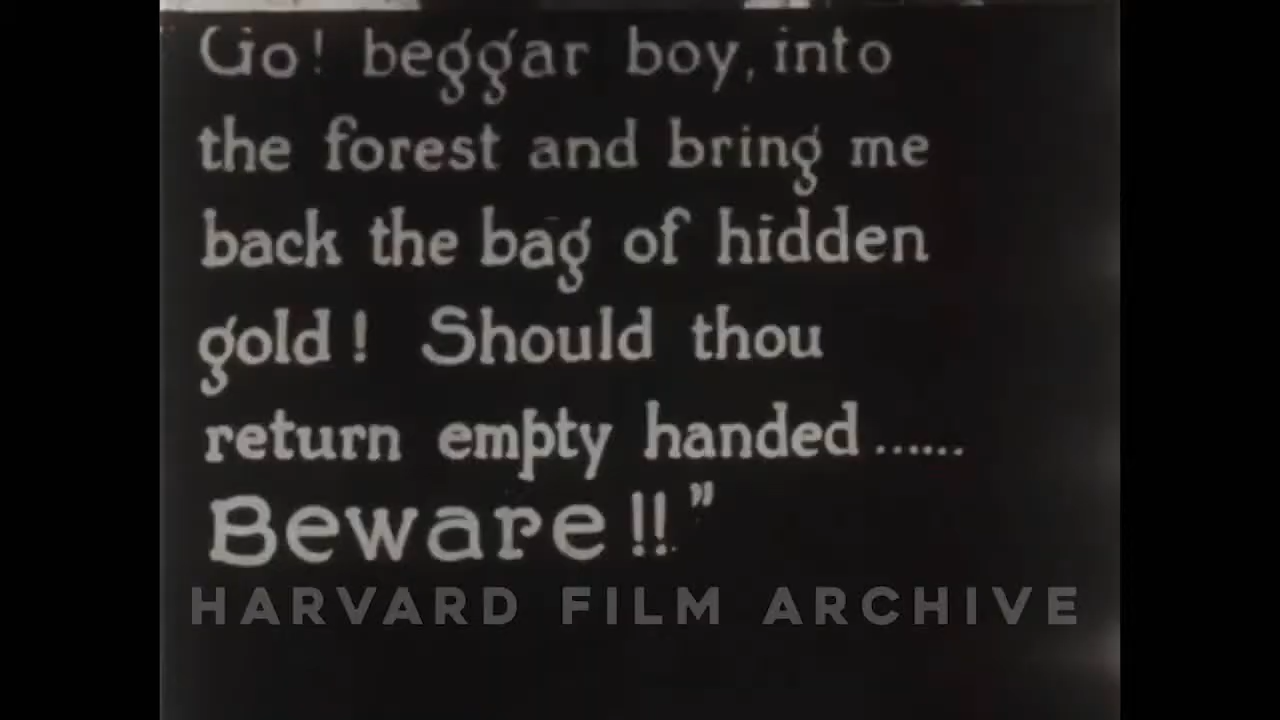 Go! beggar boy, into
the forest and bring me
back the bag of hidden
gold! Should thou
return empty handed ......
Beware!!"
HARVARD FILM ARCHIVE